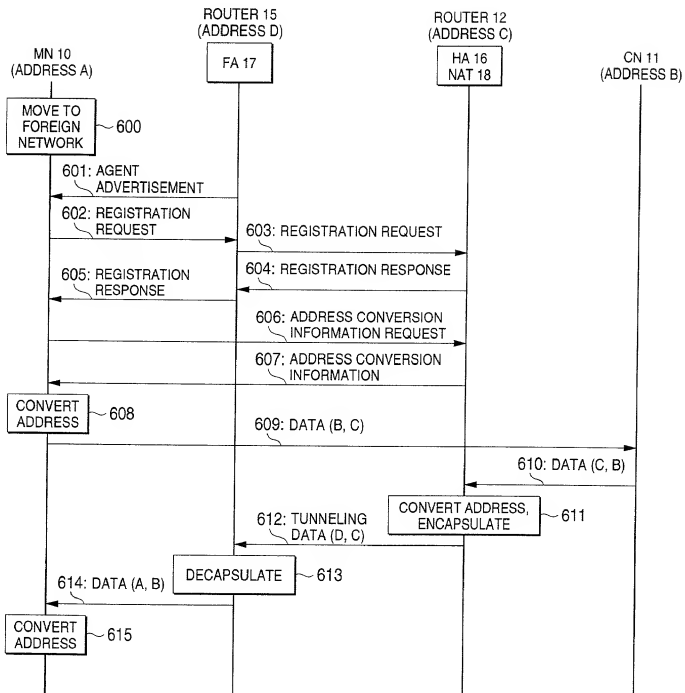 MN 10
(ADDRESS A)
ROUTER 15
(ADDRESS D)
FA 17
ROUTER 12
(ADDRESS C)
HA 16
NAT 18
CN 11
(ADDRESS B)
MOVE TO
FOREIGN
NETWORK
600
601: AGENT
ADVERTISEMENT
602: REGISTRATION
REQUEST
603: REGISTRATION REQUEST
604: REGISTRATION RESPONSE
605: REGISTRATION
RESPONSE
606: ADDRESS CONVERSION
INFORMATION REQUEST
607: ADDRESS CONVERSION
INFORMATION
CONVERT
ADDRESS
608
609: DATA (B, C)
610: DATA (C, B)
CONVERT ADDRESS,
ENCAPSULATE
611
612: TUNNELING
DATA (D, C)
DECAPSULATE
613
614: DATA (A, B)
CONVERT
ADDRESS
615